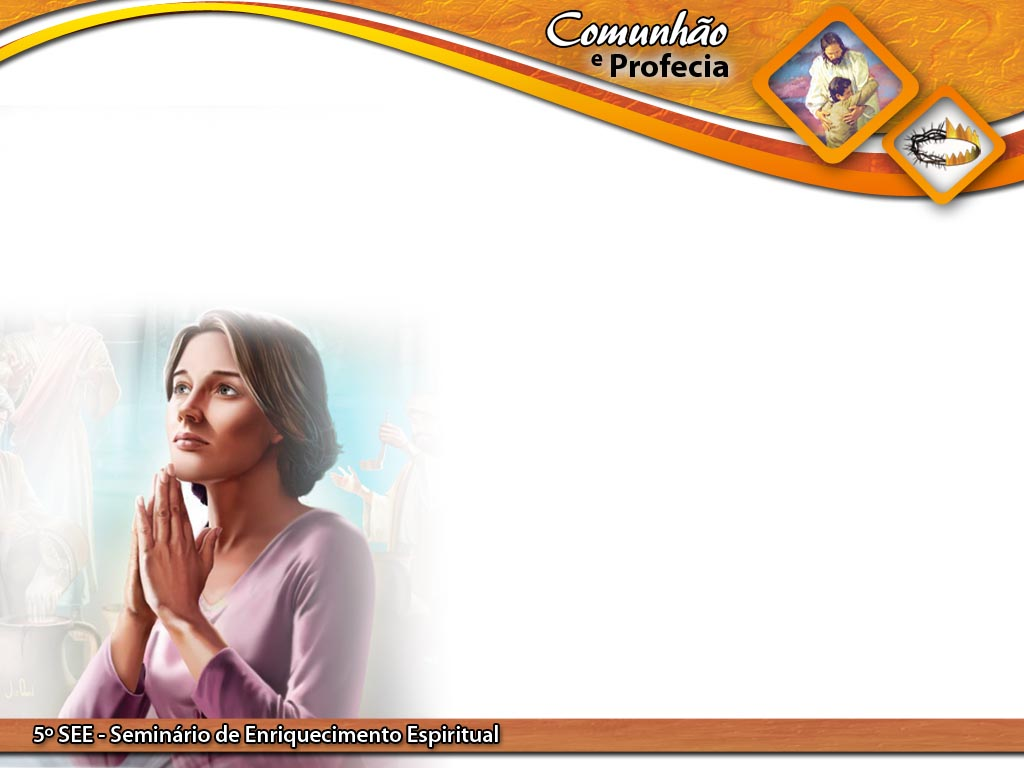 Comunhão
e Profecia
5º SEE - Seminário de Enriquecimento Espiritual